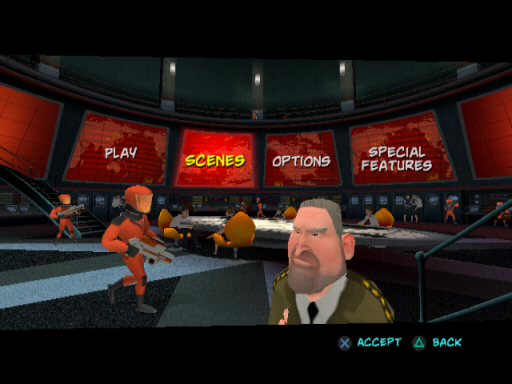 PLAY
SCENES
OPTIONS
SPECIAL
FEATURES
ACCEPT BACK